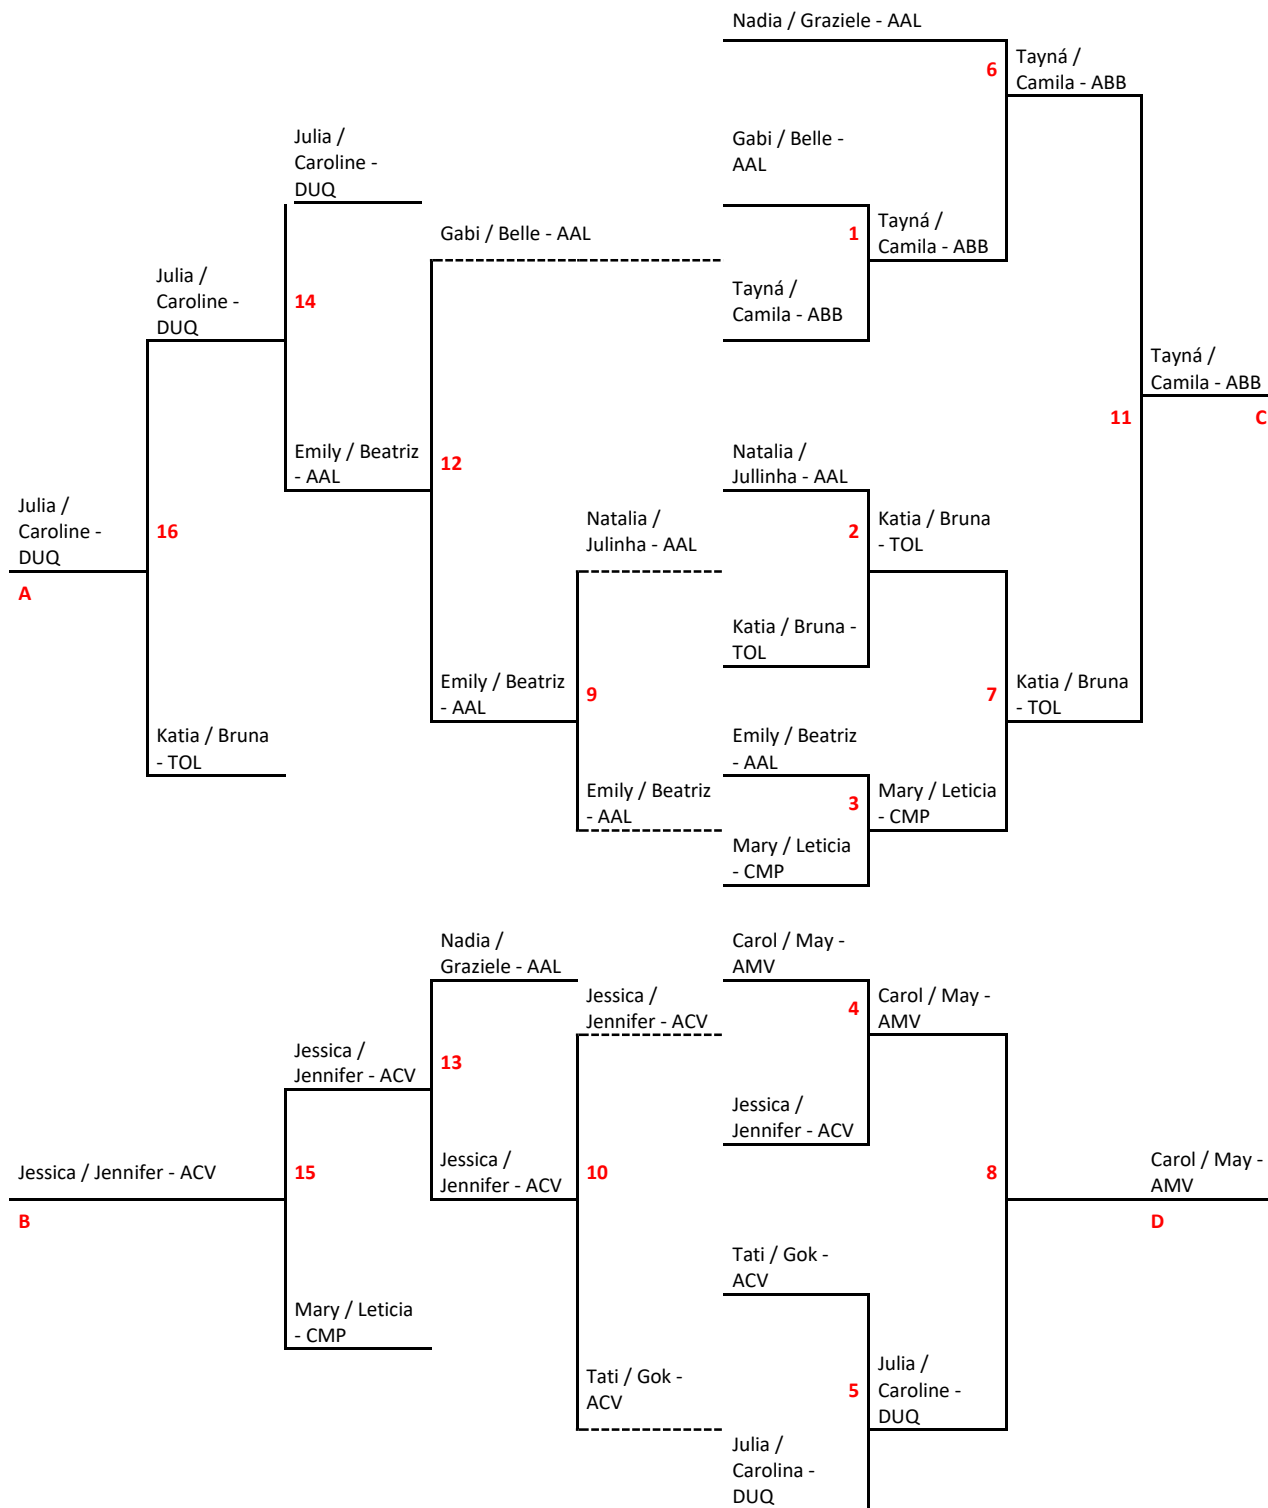 Nadia / Graziele - AAL
6
Tayná /
Camila - ABB
Julia /
Caroline -
DUQ
Gabi / Belle -
AAL
Gabi / Belle - AAL
1
Tayná /
Camila - ABB
Julia /
Caroline -
DUQ
14
Tayná /
Camila - ABB
Tayná /
Camila - ABB
11
C
Emily / Beatriz
- AAL
12
Natalia /
Jullinha - AAL
Julia /
Caroline -
DUQ
16
Natalia /
Julinha - AAL
2
Katia / Bruna
- TOL
A
Katia / Bruna -
TOL
Emily / Beatriz
- AAL
9
7
Katia / Bruna
- TOL
Katia / Bruna
- TOL
Emily / Beatriz
- AAL
Emily / Beatriz
- AAL
3
Mary / Leticia
- CMP
Mary / Leticia
- CMP
Nadia /
Graziele - AAL
Carol / May -
AMV
Jessica /
Jennifer - ACV
4
Carol / May -
AMV
Jessica /
Jennifer - ACV
13
Jessica /
Jennifer - ACV
Jessica / Jennifer - ACV
15
Jessica /
Jennifer - ACV
10
8
Carol / May -
AMV
B
D
Tati / Gok -
ACV
Mary / Leticia
- CMP
Tati / Gok -
ACV
5
Julia /
Caroline -
DUQ
Julia /
Carolina -
DUQ